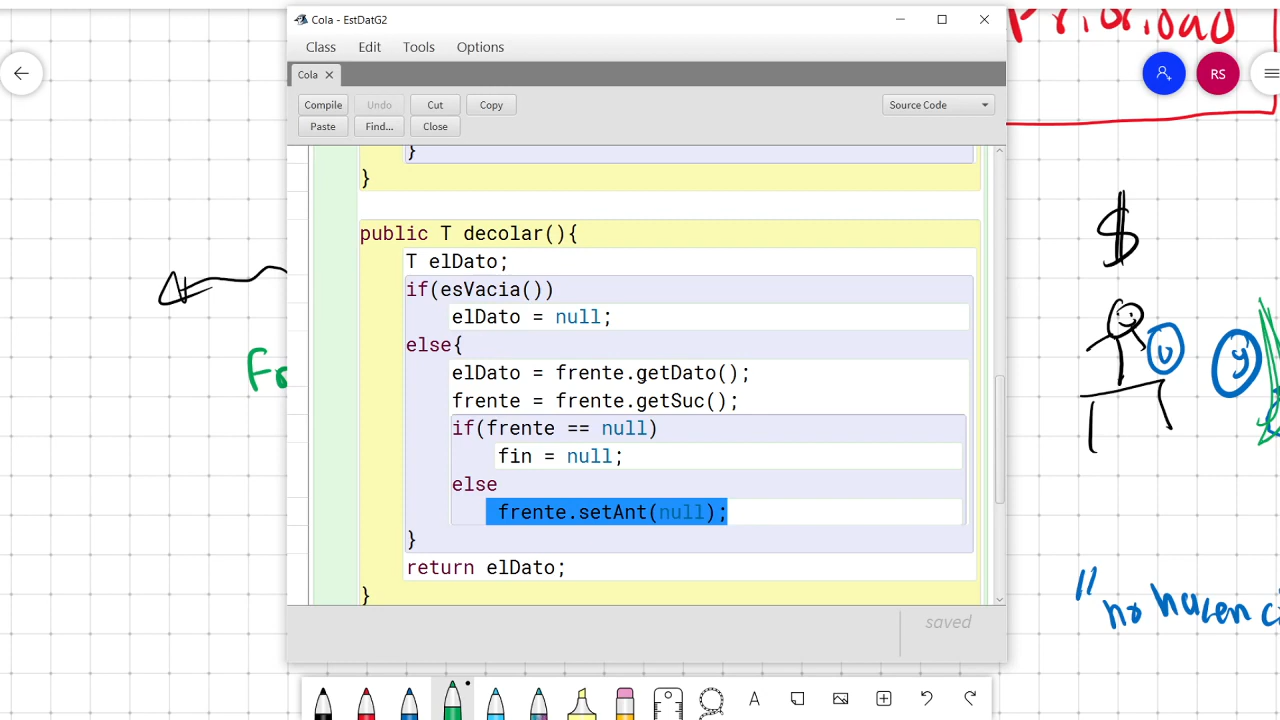 Prioridad
Cola - EstDatG2
Class Edit Tools Options
Cola
RS
Compile Undo Cut Copy Source Code
Paste Find... Close
}
}
$
public T decolar(){
T elDato;
if(esVacia())
elDato = null;
else{
elDato = frente.getDato();
frente = frente.getSuc();
if(frente == null)
fin = null;
else
frente.setAnt(null);
}
return elDato;
}
Fr
y
"no hacen
saved
A